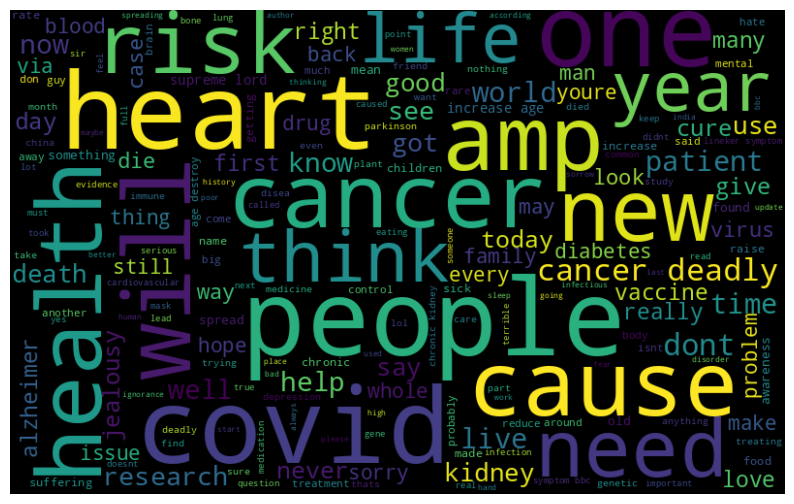 risk
life
one
year
heart
amp
new
cancer
people
cause
covid
need
health
will
think
cancer deadly
right
blood
now
via
rate
spreading
bone
lung
author
point
according
hate
many
mental
women
sir
brain
case
back
feel
friend
nothing
don
guy
supreme lord
much
mean
good
see
world
man
youre
rare
increase age
died
month
full
caused
want
keep
india
bbc
cure
use
said
day
china
maybe
getting
drug
got
parkinson
even
increase
didnt
lineker symptom
away
something
lot
die
first
know
plant
children
look
patient
common
study
evidence
immune
history
disea
may
give
must
thing
poor
age destroy
come
called
eating
found
update
virus
took
better
name
today
family
someone
sorrow
raise
death
still
serious
big
every
diabetes
last
read
take
cardiovascular
way
next
medicine
control
sick
sleep
infectious
going
vaccine
really
time
another
mask
human
lead
spread
lol
care
terrible
chronic kidney
body
dont
yes
hope
trying
place
used
isnt
disorder
problem
awareness
alzheimer
jealousy
true
bad
chronic
say
fear
well
help
whole
part
work
ignorance
depression
probably
reduce
around
old
anything
make
deadly
always
high
gene
made
live
treating
issue
find
start
please
never
sorry
infection
food
suffering
doesnt
research
sure
question
medication
treatment
thats
kidney
real
hand
symptom bbc
genetic
important
love